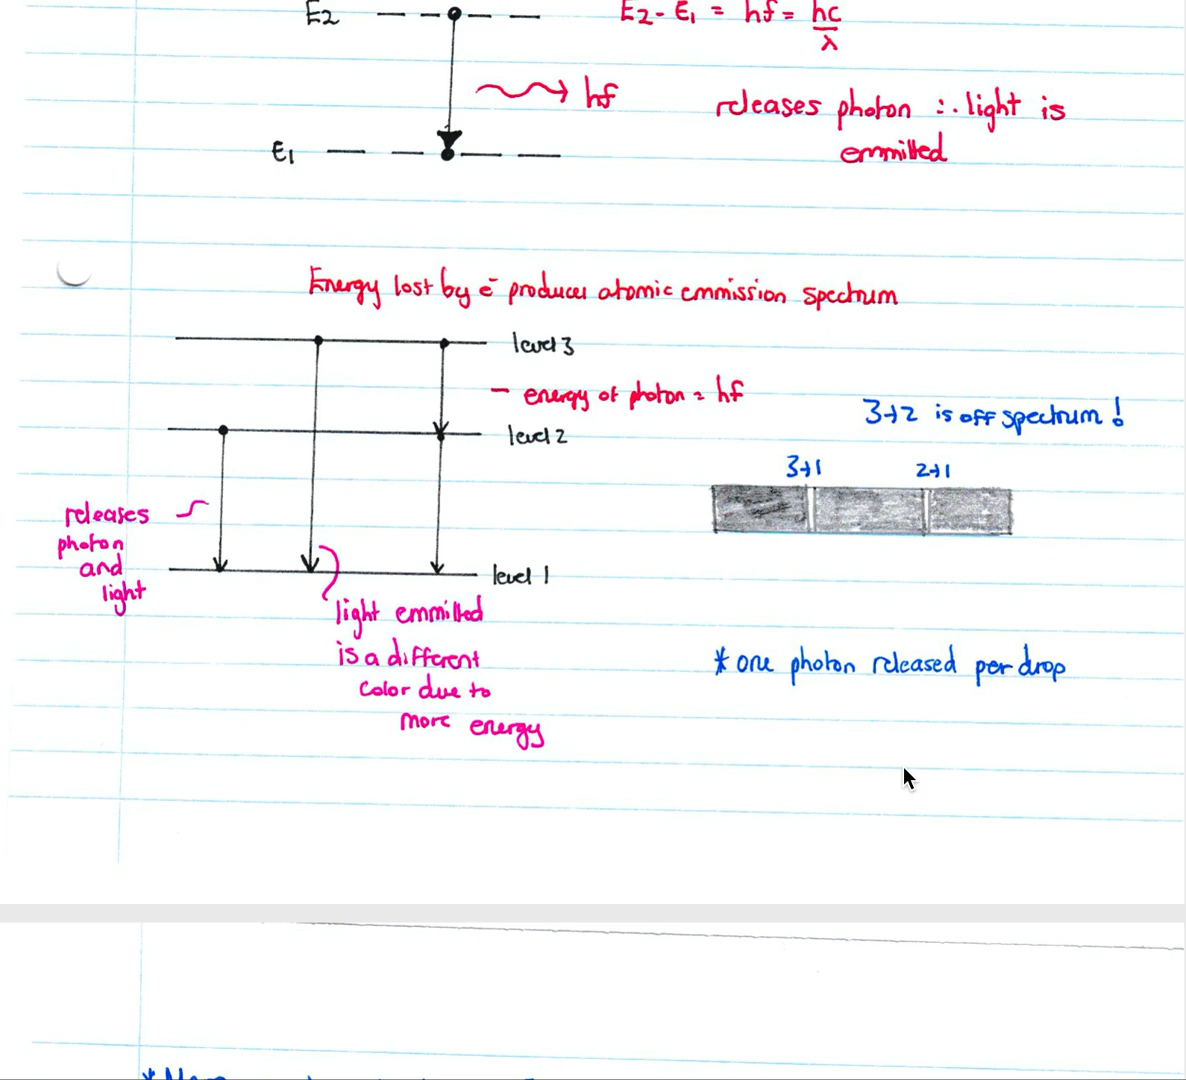 E2
E2 - E1 = hf = hc
λ
hf
releases photon ∴ light is
emmitted
E1
Energy lost by e⁻ produces atomic emmission spectrum
level 3
- energy of photon = hf
3→2 is off spectrum!
level 2
3→1 2→1
releases
photon
and
light
level 1
light emmitted
is a different
color due to
more energy
* one photon released per drop